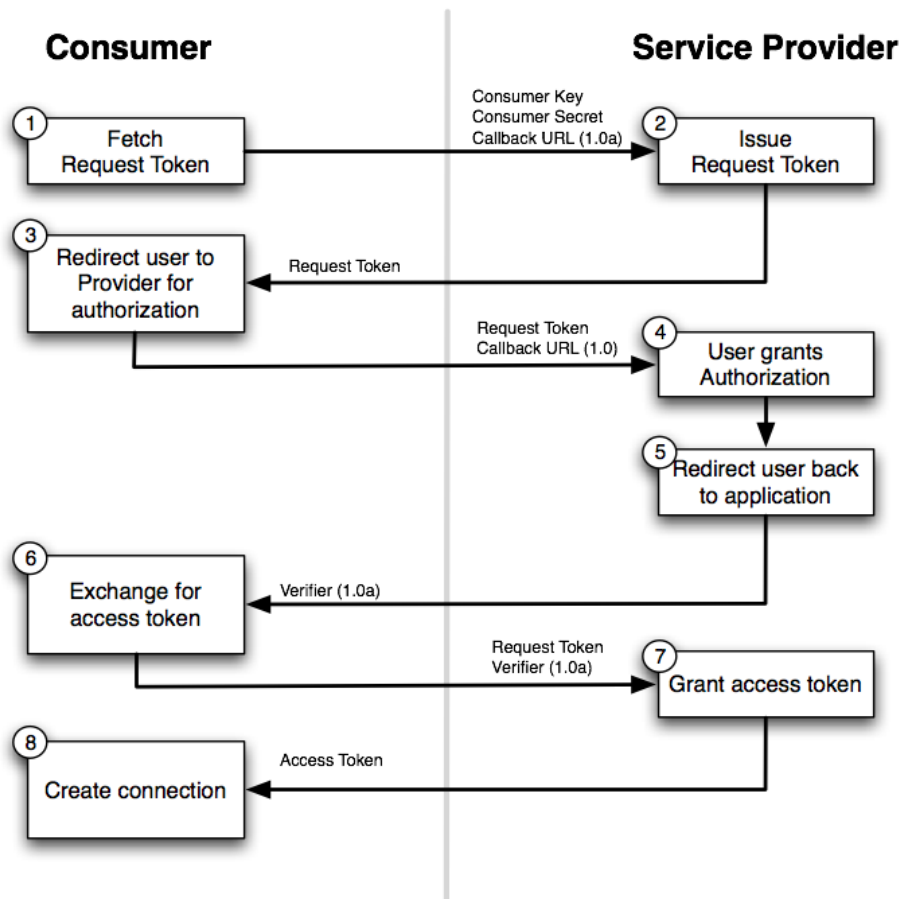 Consumer
Service Provider
Consumer Key
Consumer Secret
Callback URL (1.0a)
1
Fetch
Request Token
2
Issue
Request Token
3
Redirect user to
Provider for
authorization
Request Token
Request Token
Callback URL (1.0)
4
User grants
Authorization
5
Redirect user back
to application
6
Exchange for
access token
Verifier (1.0a)
Request Token
Verifier (1.0a)
7
Grant access token
8
Create connection
Access Token